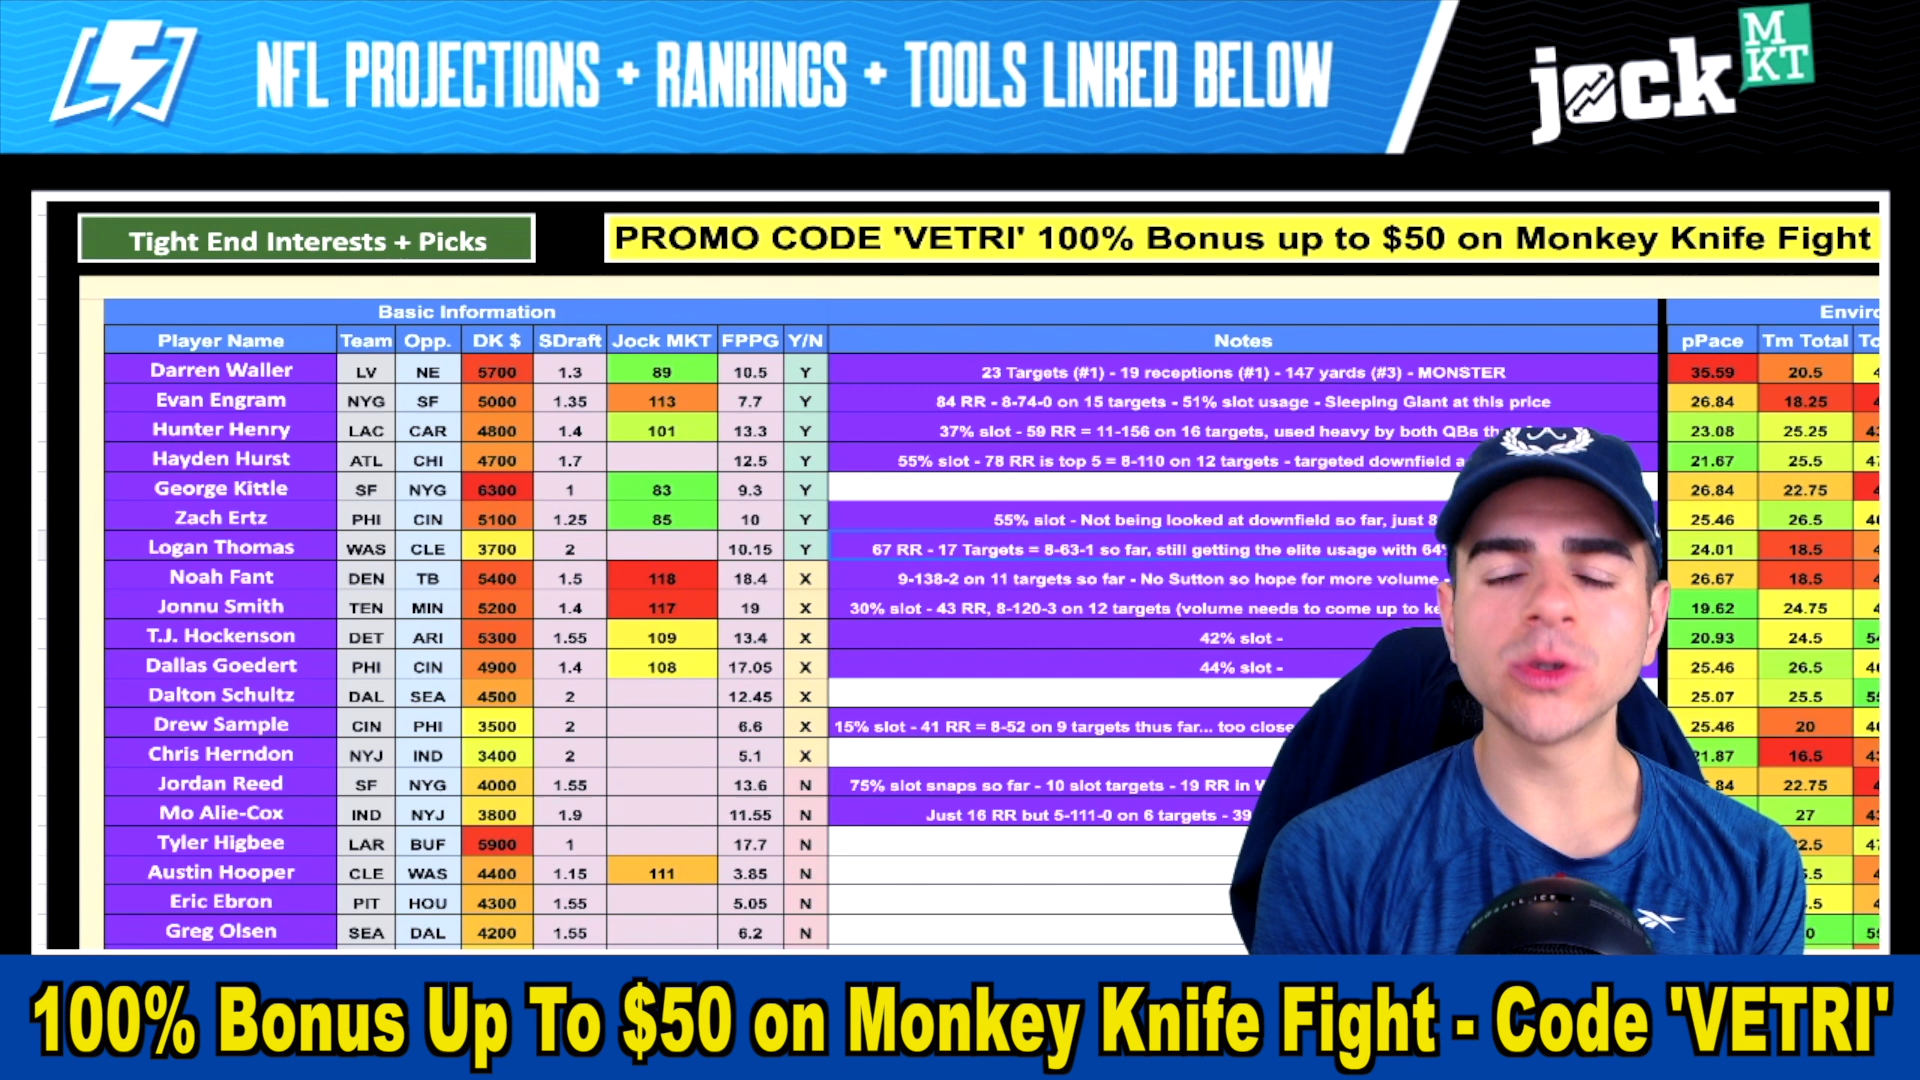 NFL PROJECTIONS + RANKINGS + TOOLS LINKED BELOW
jock MKT
Tight End Interests + Picks
PROMO CODE 'VETRI' 100% Bonus up to $50 on Monkey Knife Fight
Basic Information
Player Name Team Opp. DK $ SDraft Jock MKT FPPG Y/N Notes pPace Tm Total
Darren Waller LV NE 5700 1.3 89 10.5 Y 23 Targets (#1) - 19 receptions (#1) - 147 yards (#3) - MONSTER 35.59 20.5
Evan Engram NYG SF 5000 1.35 113 7.7 Y 84 RR - 8-74-0 on 15 targets - 51% slot usage - Sleeping Giant at this price 26.84 18.25
Hunter Henry LAC CAR 4800 1.4 101 13.3 Y 37% slot - 59 RR = 11-156 on 16 targets, used heavy by both QBs 23.08 25.25
Hayden Hurst ATL CHI 4700 1.7 12.5 Y 55% slot - 78 RR is top 5 = 8-110 on 12 targets - targeted downfield 21.67 25.5
George Kittle SF NYG 6300 1 83 9.3 Y 26.84 22.75
Zach Ertz PHI CIN 5100 1.25 85 10 Y 55% slot - Not being looked at downfield so far, just 25.46 26.5
Logan Thomas WAS CLE 3700 2 10.15 Y 67 RR - 17 Targets = 8-63-1 so far, still getting the elite usage with 24.01 18.5
Noah Fant DEN TB 5400 1.5 118 18.4 X 9-138-2 on 11 targets so far - No Sutton so hope for more volume - 26.67 18.5
Jonnu Smith TEN MIN 5200 1.4 117 19 X 30% slot - 43 RR, 8-120-3 on 12 targets (volume needs to come up to 19.62 24.75
T.J. Hockenson DET ARI 5300 1.55 109 13.4 X 42% slot - 20.93 24.5
Dallas Goedert PHI CIN 4900 1.4 108 17.05 X 44% slot - 25.46 26.5
Dalton Schultz DAL SEA 4500 2 12.45 X 25.07 25.5
Drew Sample CIN PHI 3500 2 6.6 X 15% slot - 41 RR = 8-52 on 9 targets thus far... too close 25.46 20
Chris Herndon NYJ IND 3400 2 5.1 X 16.5
Jordan Reed SF NYG 4000 1.55 13.6 N 75% slot snaps so far - 10 slot targets - 19 RR in 22.75
Mo Alie-Cox IND NYJ 3800 1.9 11.55 N Just 16 RR but 5-111-0 on 6 targets - 39 27
Tyler Higbee LAR BUF 5900 1 17.7 N
Austin Hooper CLE WAS 4400 1.15 111 3.85 N
Eric Ebron PIT HOU 4300 1.55 5.05 N
Greg Olsen SEA DAL 4200 1.55 6.2 N
100% Bonus Up To $50 on Monkey Knife Fight - Code 'VETRI'